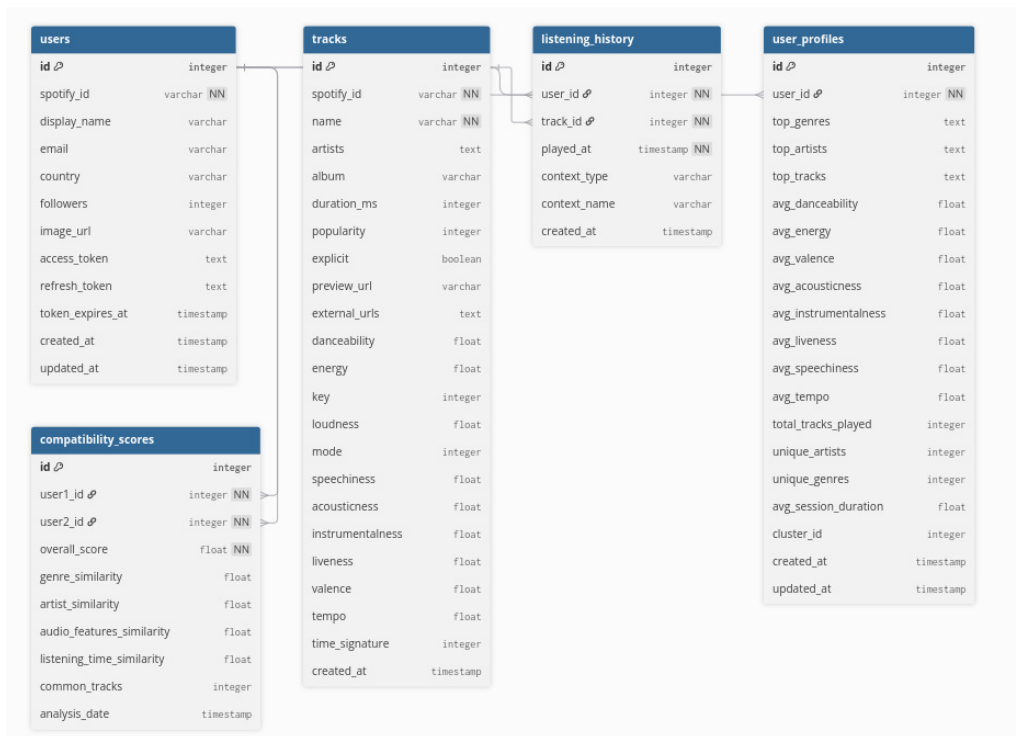 users
id integer
spotify_id varchar NN
display_name varchar
email varchar
country varchar
followers integer
image_url varchar
access_token text
refresh_token text
token_expires_at timestamp
created_at timestamp
updated_at timestamp
compatibility_scores
id integer
user1_id integer NN
user2_id integer NN
overall_score float NN
genre_similarity float
artist_similarity float
audio_features_similarity float
listening_time_similarity float
common_tracks integer
analysis_date timestamp
tracks
id integer
spotify_id varchar NN
name varchar NN
artists text
album varchar
duration_ms integer
popularity integer
explicit boolean
preview_url varchar
external_urls text
danceability float
energy float
key integer
loudness float
mode integer
speechiness float
acousticness float
instrumentalness float
liveness float
valence float
tempo float
time_signature integer
created_at timestamp
listening_history
id integer
user_id integer NN
track_id integer NN
played_at timestamp NN
context_type varchar
context_name varchar
created_at timestamp
user_profiles
id integer
user_id integer NN
top_genres text
top_artists text
top_tracks text
avg_danceability float
avg_energy float
avg_valence float
avg_acousticness float
avg_instrumentalness float
avg_liveness float
avg_speechiness float
avg_tempo float
total_tracks_played integer
unique_artists integer
unique_genres integer
avg_session_duration float
cluster_id integer
created_at timestamp
updated_at timestamp